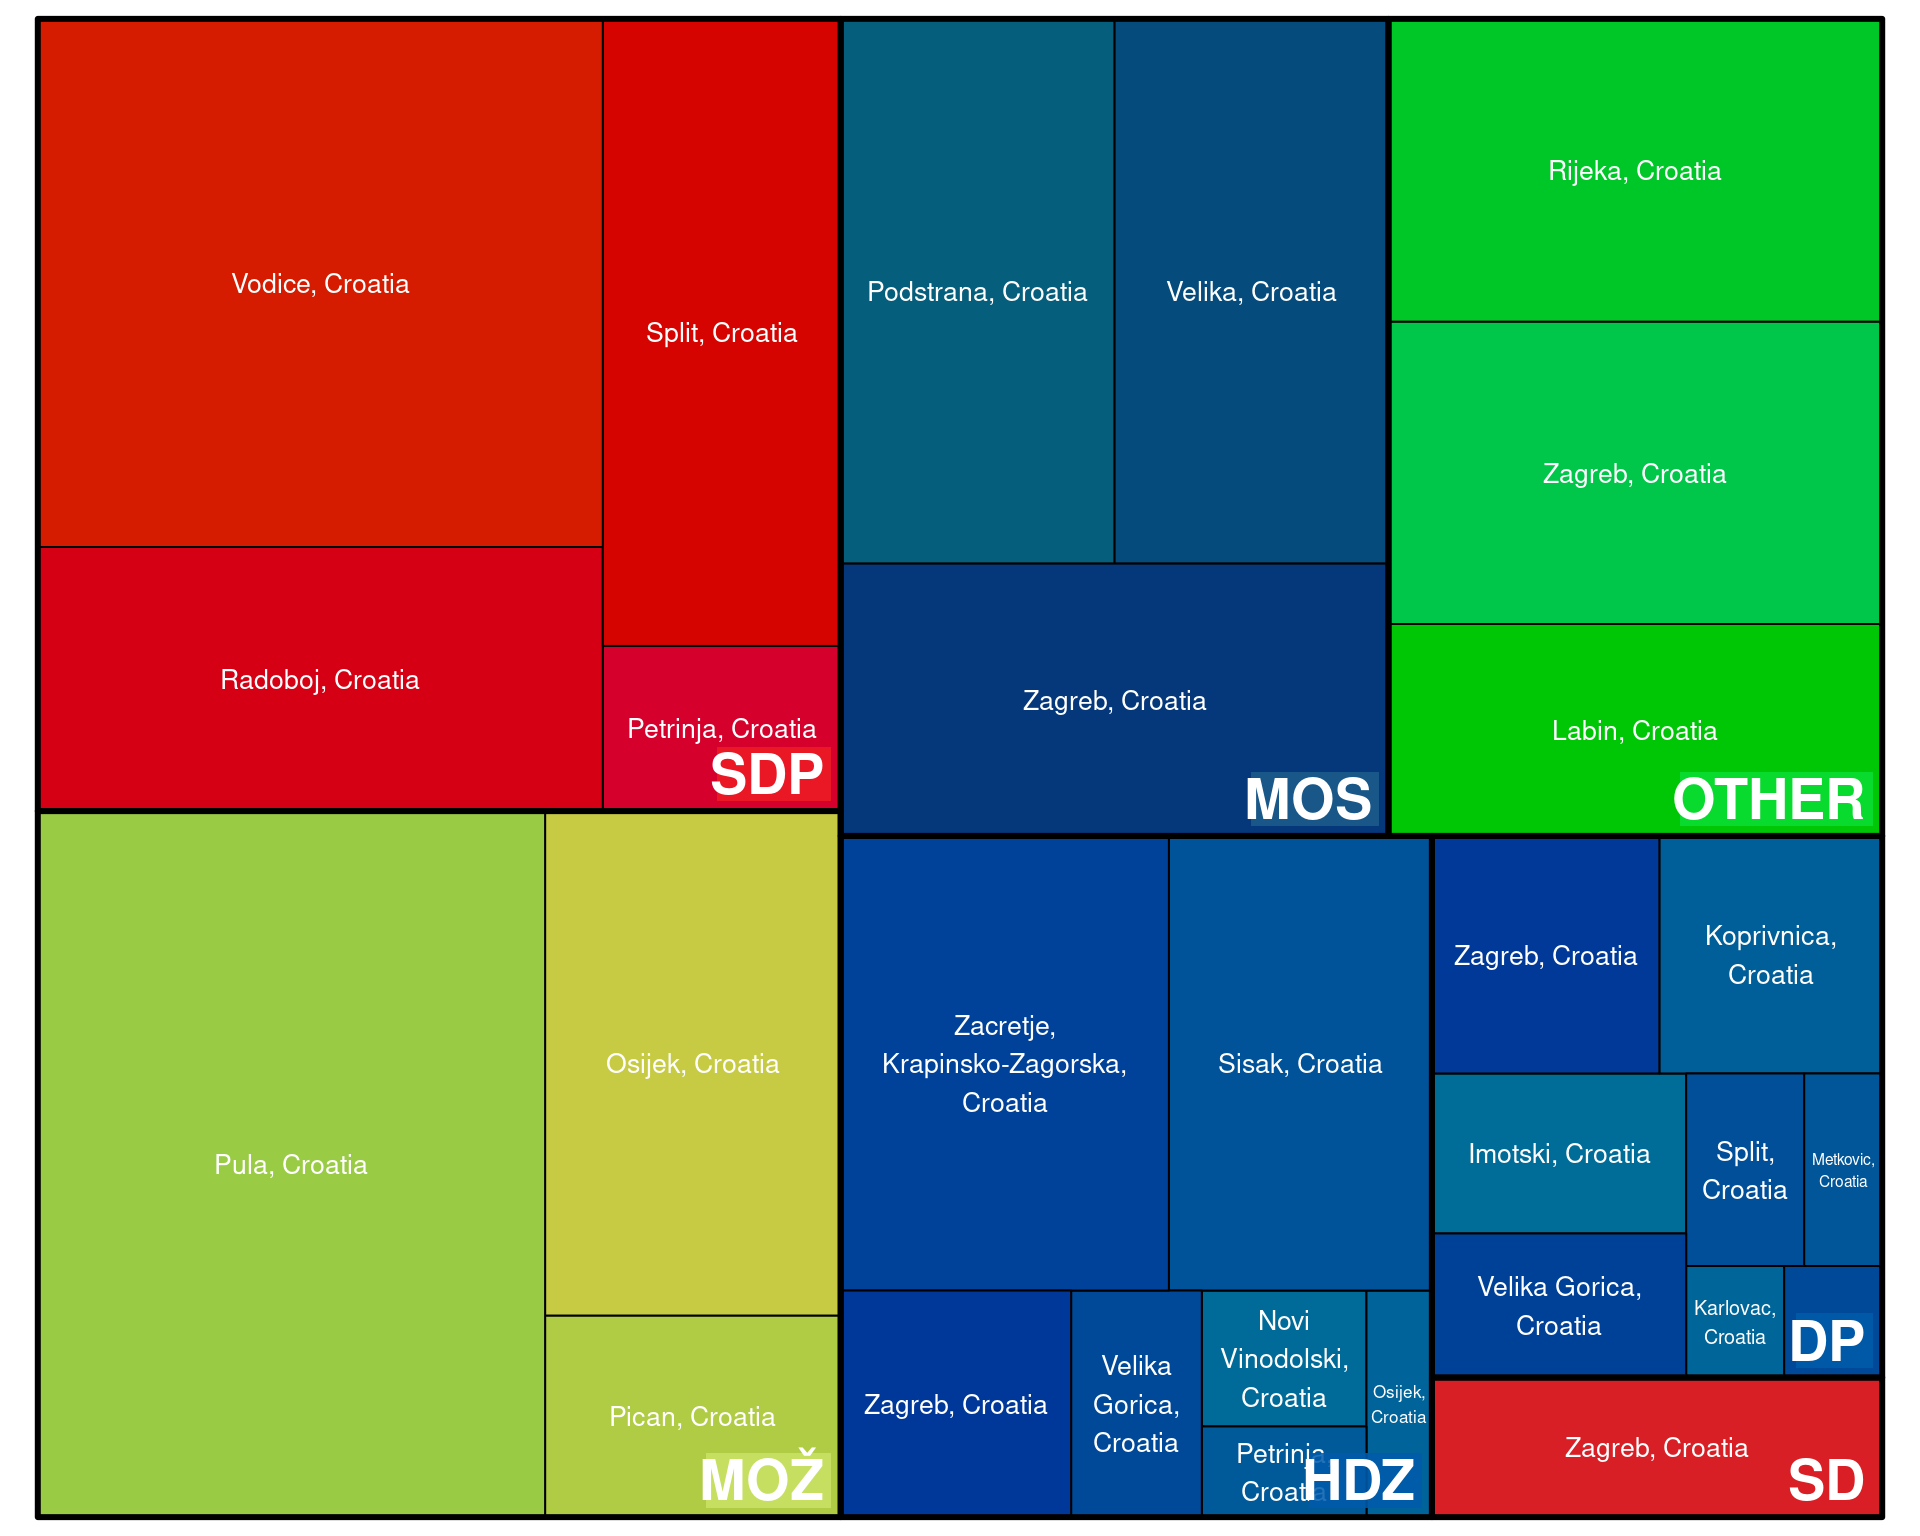 Vodice, Croatia
Split, Croatia
Radoboj, Croatia
Petrinja, Croatia
SDP
Podstrana, Croatia
Velika, Croatia
Zagreb, Croatia
MOS
Rijeka, Croatia
Zagreb, Croatia
Labin, Croatia
OTHER
Pula, Croatia
Osijek, Croatia
Pican, Croatia
MOŽ
Zacretje,
Krapinsko-Zagorska,
Croatia
Sisak, Croatia
Zagreb, Croatia
Velika
Gorica,
Croatia
Novi
Vinodolski,
Croatia
Petrinja,
Croatia
Osijek,
Croatia
HDZ
Zagreb, Croatia
Koprivnica,
Croatia
Imotski, Croatia
Split,
Croatia
Metkovic,
Croatia
Velika Gorica,
Croatia
Karlovac,
Croatia
DP
Zagreb, Croatia
SD